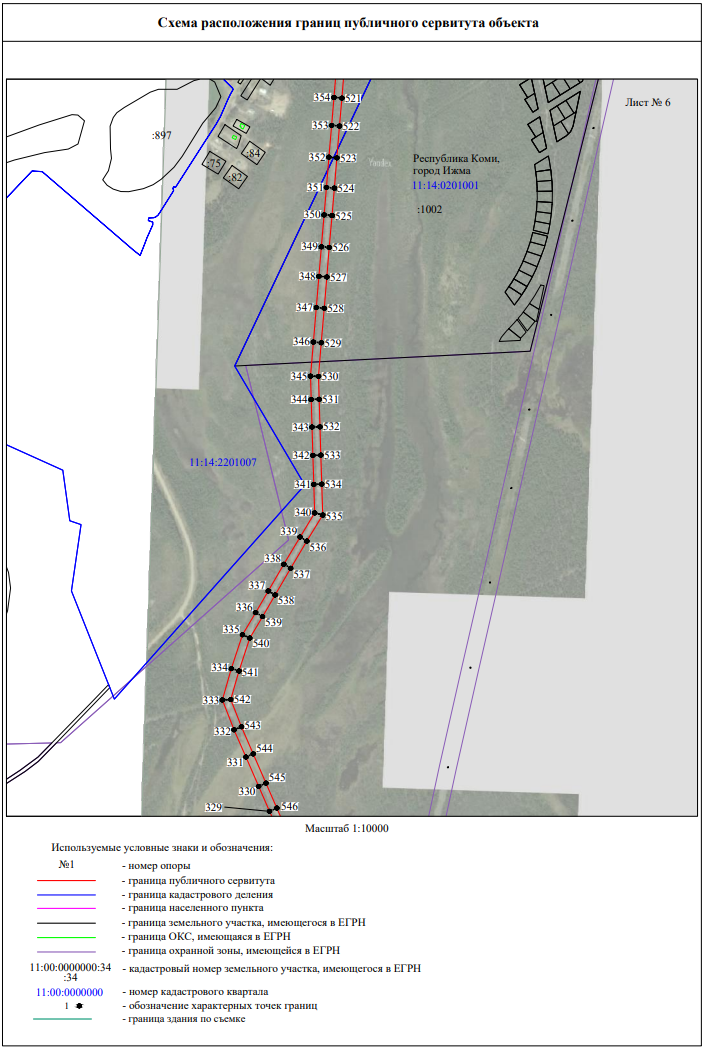 Схема расположения границ публичного сервитута объекта
Лист № 6
354 521
353 522
:897
352 523
Yandex
Республика Коми,
город Ижма
11:14:0201001
:84
:75
:82
351 524
:1002
350 525
349 526
348 527
347 528
346 529
345 530
344 531
343 532
342 533
11:14:2201007
341 534
340 535
339 536
338 537
337 538
336 539
335 540
334 541
333 542
332 543
331 544
330 545
329 546
Масштаб 1:10000
Используемые условные знаки и обозначения:
№1 - номер опоры
- граница публичного сервитута
- граница кадастрового деления
- граница населенного пункта
- граница земельного участка, имеющегося в ЕГРН
- граница ОКС, имеющаяся в ЕГРН
- граница охранной зоны, имеющейся в ЕГРН
11:00:0000000:34 - кадастровый номер земельного участка, имеющегося в ЕГРН
:34
11:00:0000000 - номер кадастрового квартала
1 - обозначение характерных точек границ
- граница здания по съемке